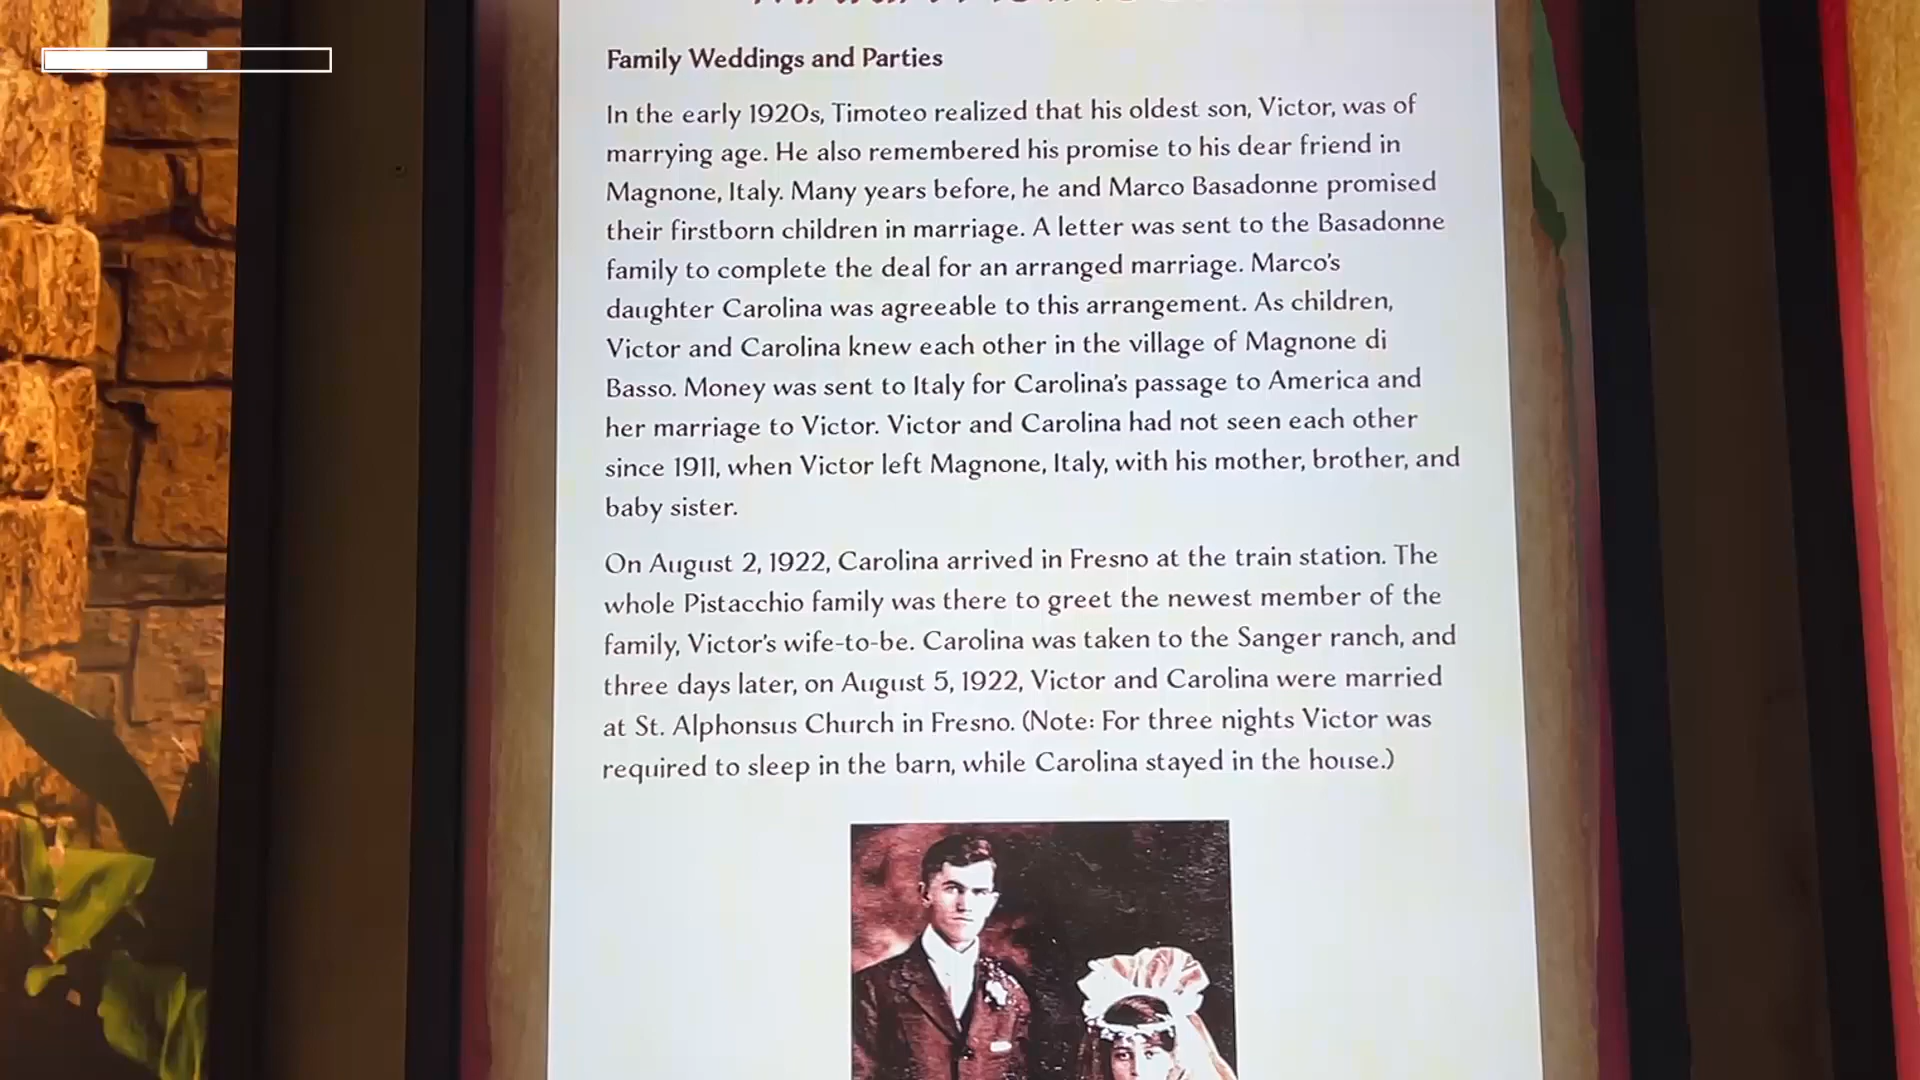 Family Weddings and Parties
In the early 1920s, Timoteo realized that his oldest son, Victor, was of
marrying age. He also remembered his promise to his dear friend in
Magnone, Italy. Many years before, he and Marco Basadonne promised
their firstborn children in marriage. A letter was sent to the Basadonne
family to complete the deal for an arranged marriage. Marco's
daughter Carolina was agreeable to this arrangement. As children,
Victor and Carolina knew each other in the village of Magnone di
Basso. Money was sent to Italy for Carolina's passage to America and
her marriage to Victor. Victor and Carolina had not seen each other
since 1911, when Victor left Magnone, Italy, with his mother, brother, and
baby sister.
On August 2, 1922, Carolina arrived in Fresno at the train station. The
whole Pistacchio family was there to greet the newest member of the
family, Victor's wife-to-be. Carolina was taken to the Sanger ranch, and
three days later, on August 5, 1922, Victor and Carolina were married
at St. Alphonsus Church in Fresno. (Note: For three nights Victor was
required to sleep in the barn, while Carolina stayed in the house.)